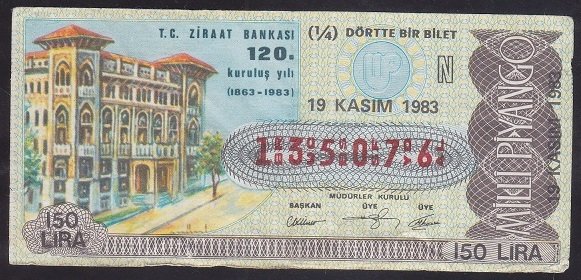 T.C. ZİRAAT BANKASI
120.
kuruluş yılı
(1863-1983)
(¼) DÖRTTE BİR BİLET
MP
N
19 KASIM 1983
135076
MÜDÜRLER KURULU
BAŞKAN ÜYE ÜYE
150
LİRA
150 LİRA
MİLLİ PİYANGO
19 KASIM 1983